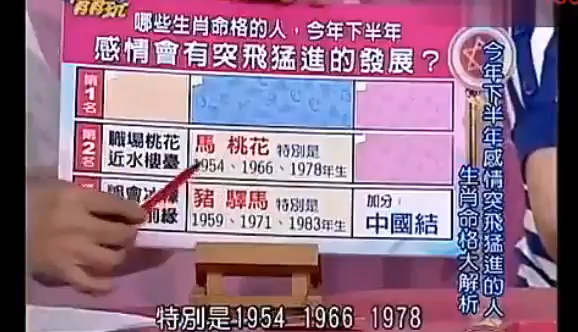 哪些生肖命格的人，今年下半年
感情會有突飛猛進的發展？
第1名
第2名
職場桃花
近水樓臺
馬 桃花 特別是
1954、1966、1978年生
豬 驛馬 特別是
1959、1971、1983年生
加分：
中國結
前緣
今年下半年感情突飛猛進的人
生肖命格大解析
特別是1954 1966 1978